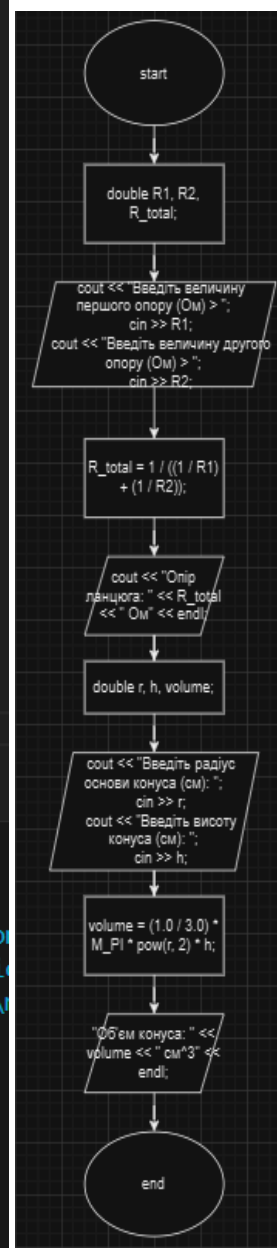 start
double R1, R2,
R_total;
cout << "Введіть величину
першого опору (Ом) > ";
cin >> R1;
cout << "Введіть величину другого
опору (Ом) > ";
cin >> R2;
R_total = 1 / ((1 / R1)
+ (1 / R2));
cout << "Опір
ланцюга: " << R_total
<< " Ом" << endl;
double r, h, volume;
cout << "Введіть радіус
основи конуса (см): ";
cin >> r;
cout << "Введіть висоту
конуса (см): ";
cin >> h;
volume = (1.0 / 3.0) *
M_PI * pow(r, 2) * h;
"Об'єм конуса: " <<
volume << " см^3" <<
endl;
end